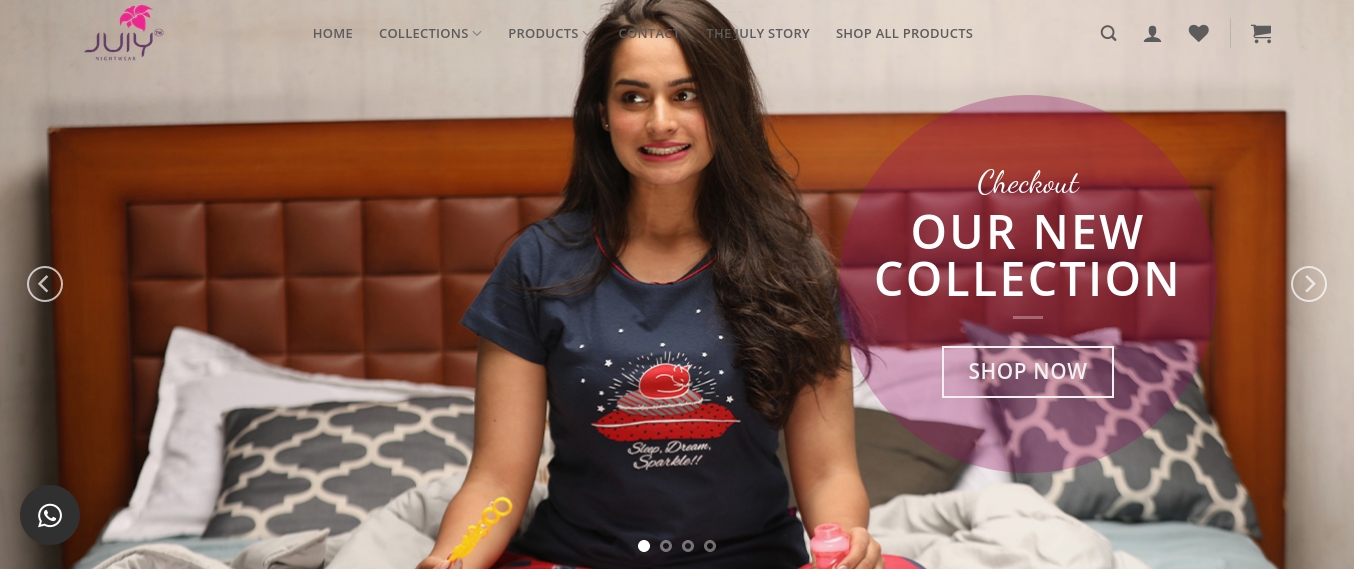 JUIY™
NIGHTWEAR
HOME COLLECTIONS PRODUCTS CONTACT THE JULY STORY SHOP ALL PRODUCTS
Checkout
OUR NEW
COLLECTION
SHOP NOW
Sleep, Dream,
Sparkle!!